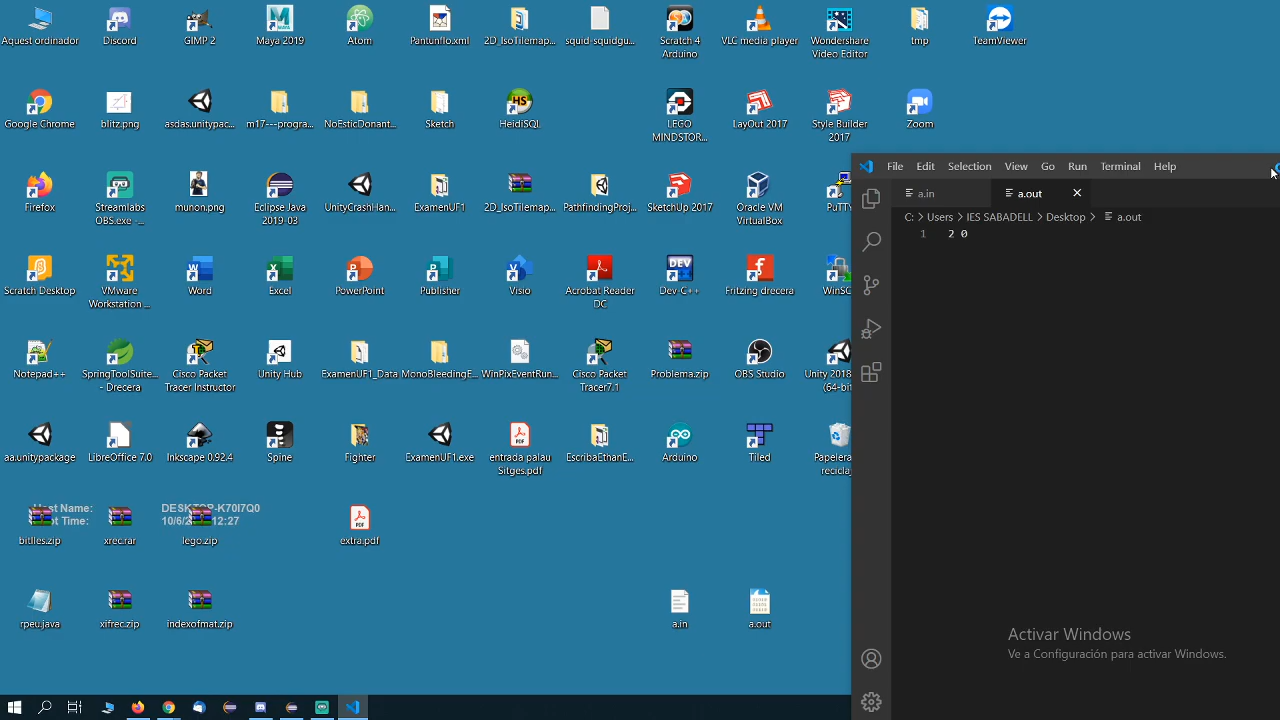 Aquest ordinador
Discord
GIMP 2
Maya 2019
Atom
Pantunflo.xml
2D_IsoTilemap...
squid-squidgu...
Scratch 4
Arduino
VLC media player
Wondershare
Video Editor
tmp
TeamViewer
Google Chrome
blitz.png
asdas.unitypac...
m17---progra...
NoEsticDonant...
Sketch
HeidiSQL
LEGO
MINDSTOR...
LayOut 2017
Style Builder
2017
Zoom
Firefox
Streamlabs
OBS.exe -...
munon.png
Eclipse Java
2019-03
UnityCrashHan...
ExamenUF1
2D_IsoTilemap...
PathfindingProj...
SketchUp 2017
Oracle VM
VirtualBox
PuTTY
Scratch Desktop
VMware
Workstation ...
Word
Excel
PowerPoint
Publisher
Visio
Acrobat Reader
DC
Dev-C++
Fritzing drecera
WinSC
Notepad++
SpringToolSuite...
- Drecera
Cisco Packet
Tracer Instructor
Unity Hub
ExamenUF1_Data
MonoBleedingE...
WinPixEventRun...
Cisco Packet
Tracer7.1
Problema.zip
OBS Studio
Unity 2018
(64-bit
aa.unitypackage
LibreOffice 7.0
Inkscape 0.92.4
Spine
Fighter
ExamenUF1.exe
entrada palau
Sitges.pdf
EscribaEthanE...
Arduino
Tiled
Papelera
reciclaj
Host Name:
DESKTOP-K70I7Q0
12:27
bitlles.zip
xrec.rar
lego.zip
extra.pdf
rpeu.java
xifrec.zip
indexofmat.zip
a.in
a.out
File Edit Selection View Go Run Terminal Help
a.in
a.out
C: > Users > IES SABADELL > Desktop > a.out
1 2 0
Activar Windows
Ve a Configuración para activar Windows.